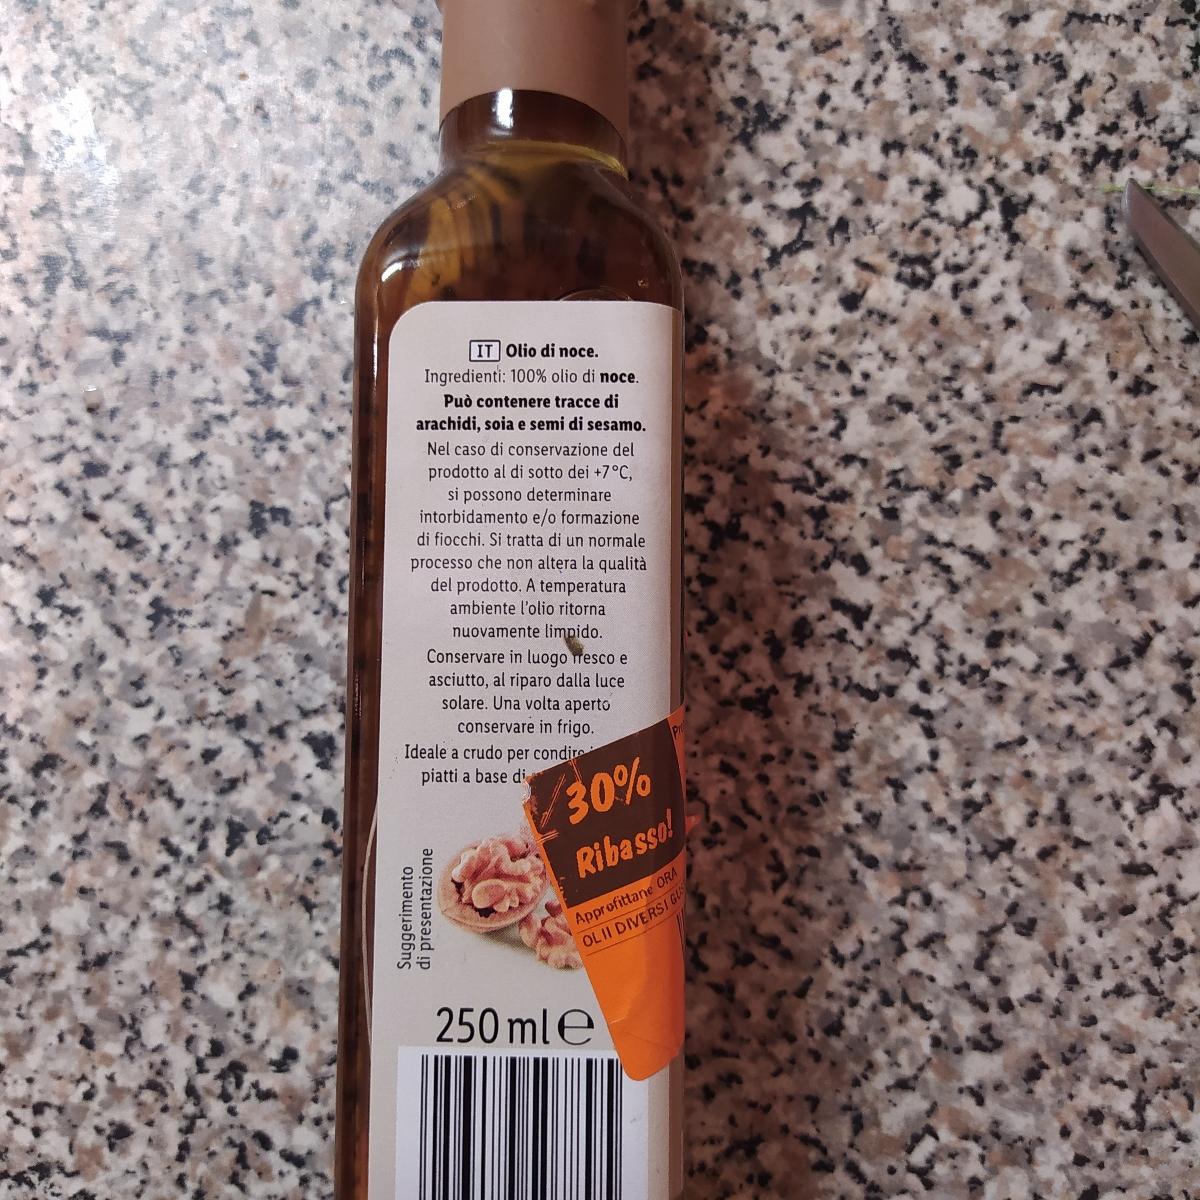 IT Olio di noce.
Ingredienti: 100% olio di noce.
Può contenere tracce di
arachidi, soia e semi di sesamo.
Nel caso di conservazione del
prodotto al di sotto dei +7°C,
si possono determinare
intorbidamento e/o formazione
di fiocchi. Si tratta di un normale
processo che non altera la qualità
del prodotto. A temperatura
ambiente l'olio ritorna
nuovamente limpido.
Conservare in luogo fresco e
asciutto, al riparo dalla luce
solare. Una volta aperto
conservare in frigo.
Ideale a crudo per condire
piatti a base di
30%
Ribasso!
Approfittane ORA
OLII DIVERSI
Suggerimento
di presentazione
250 ml e